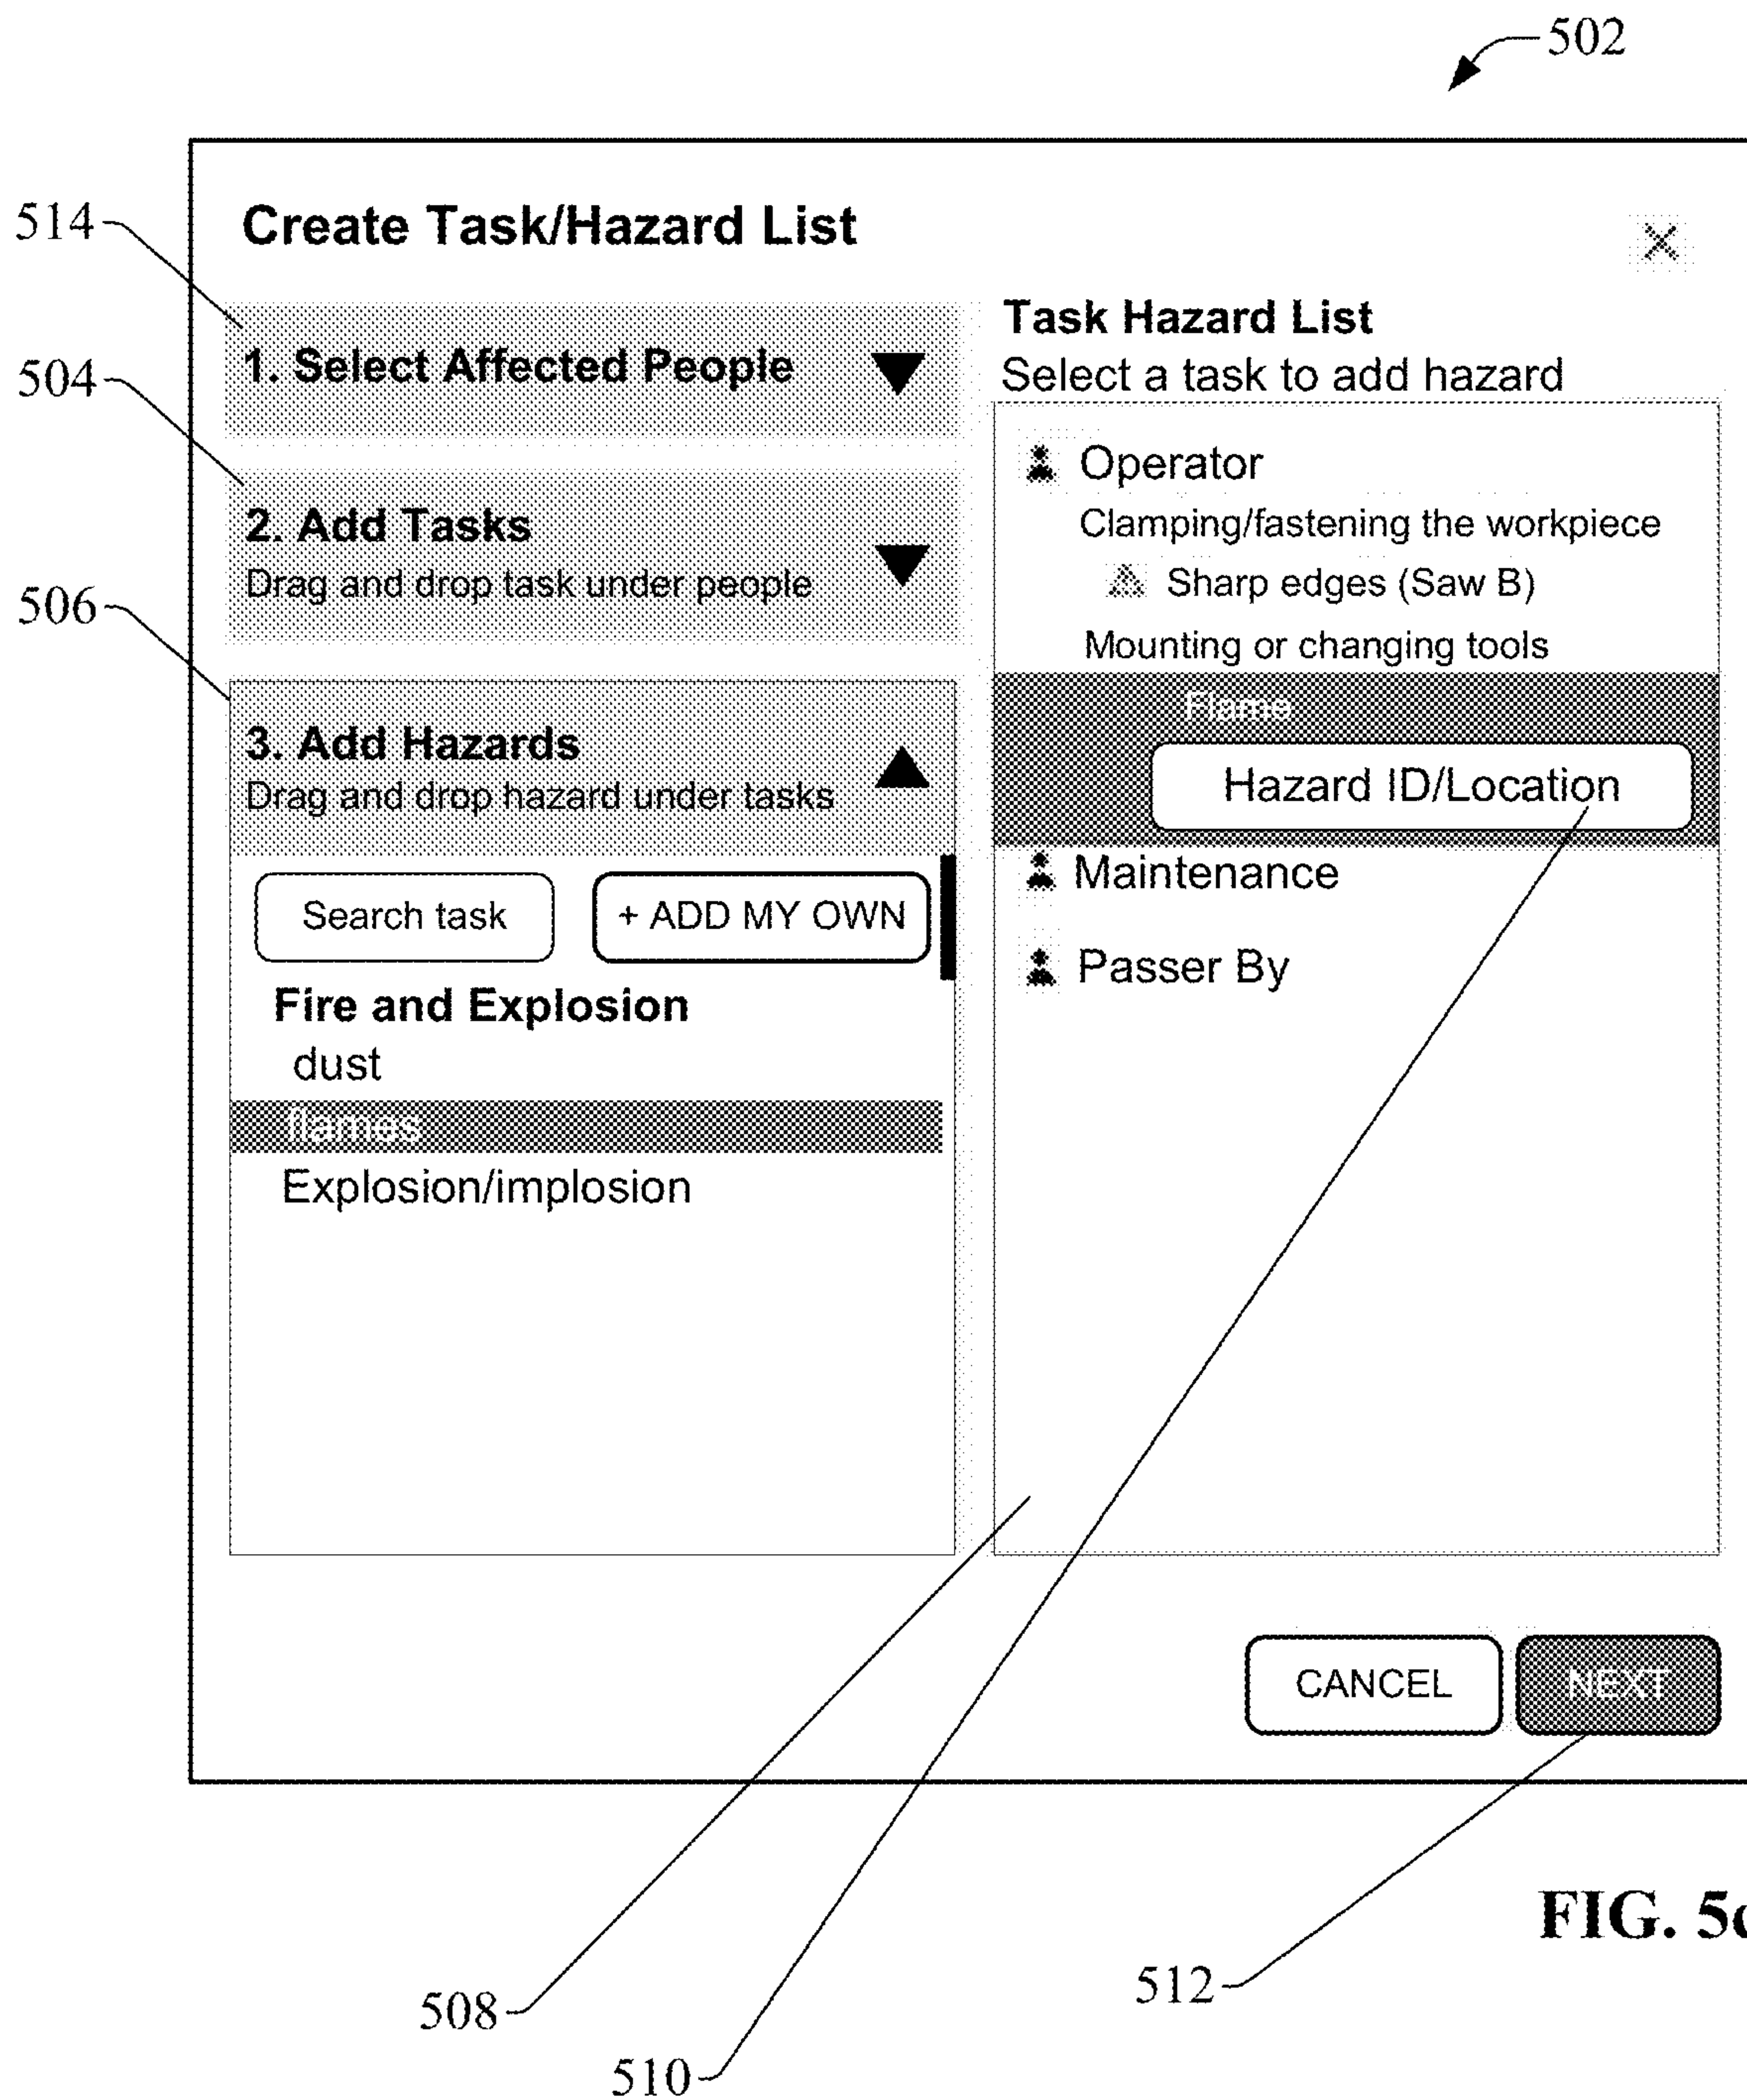 502
514
Create Task/Hazard List
X
504
1. Select Affected People
506
2. Add Tasks
Drag and drop task under people
3. Add Hazards
Drag and drop hazard under tasks
Search task
+ ADD MY OWN
Fire and Explosion
dust
flames
Explosion/implosion
Task Hazard List
Select a task to add hazard
Operator
Clamping/fastening the workpiece
Sharp edges (Saw B)
Mounting or changing tools
Flame
Hazard ID/Location
Maintenance
Passer By
CANCEL
NEXT
FIG.
512
508
510